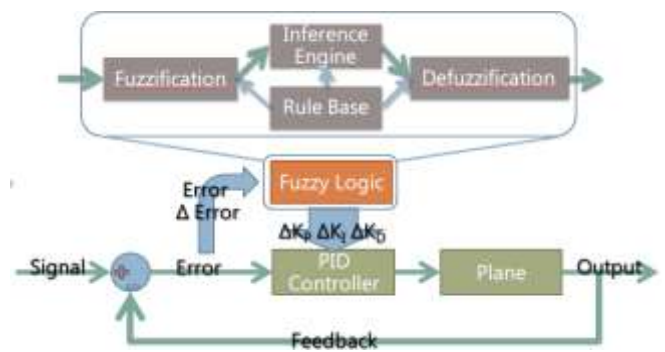 Inference
Engine
Fuzzification
Defuzzification
Rule Base
Fuzzy Logic
Error
Δ Error
ΔKP ΔKI ΔKD
Signal
Error
PID
Controller
Plane
Output
Feedback